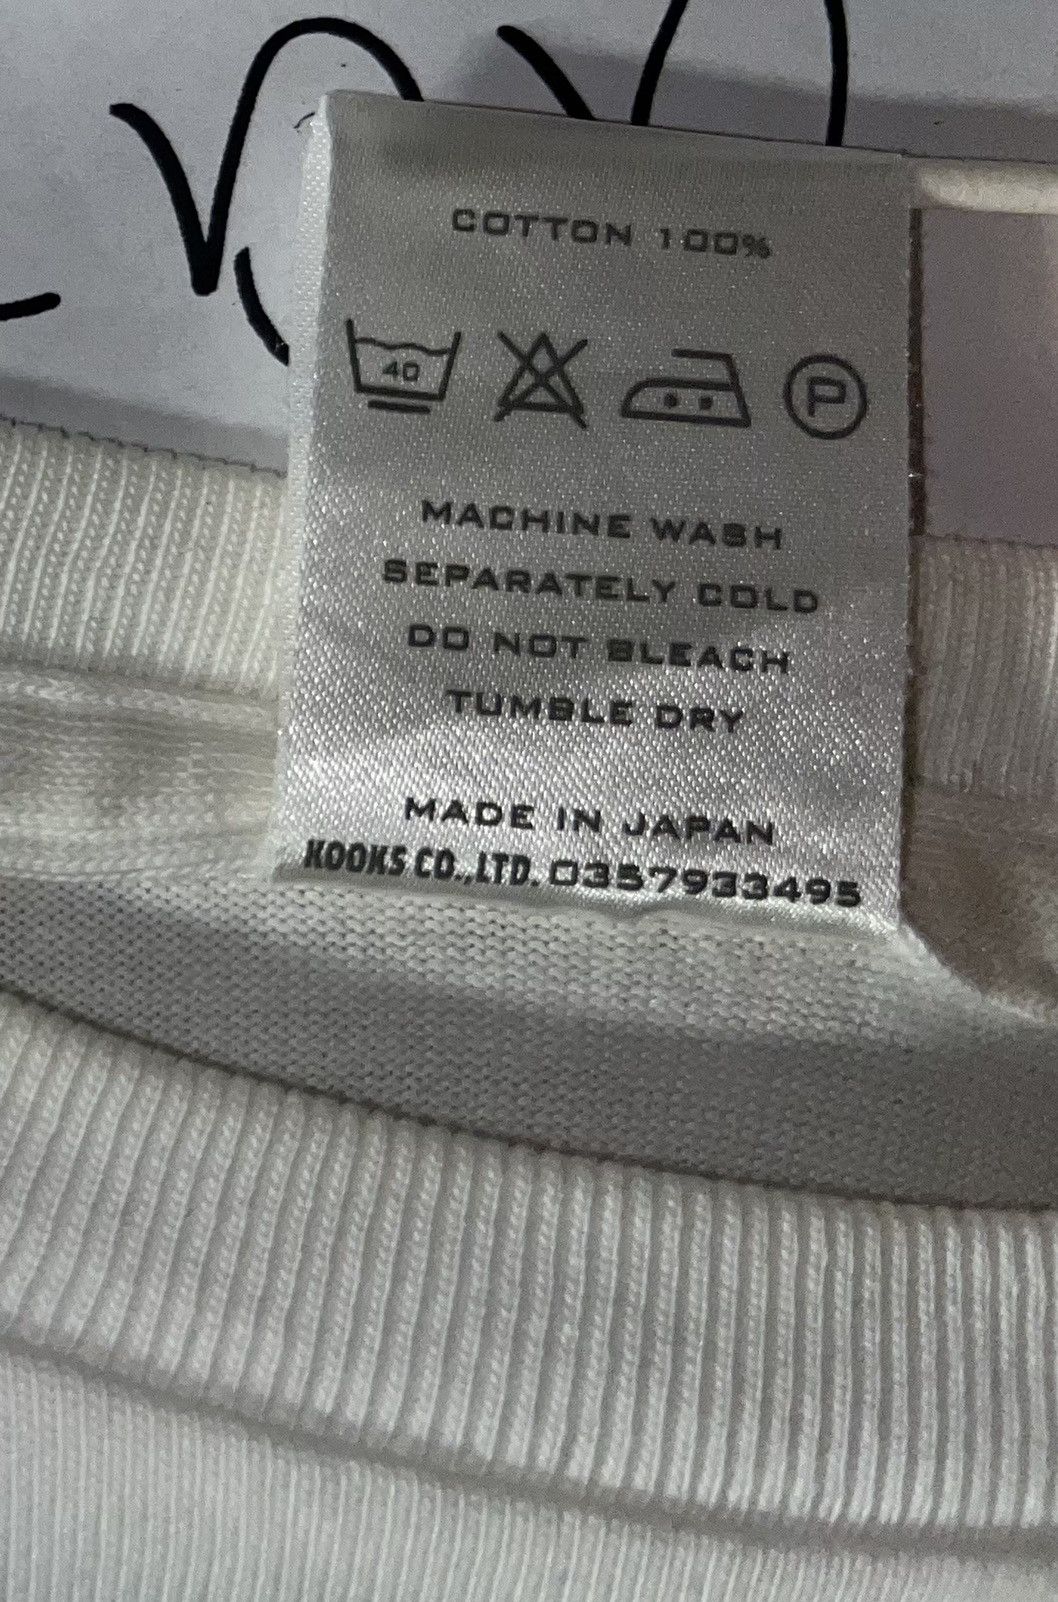 COTTON 100%
40
P
MACHINE WASH
SEPARATELY COLD
DO NOT BLEACH
TUMBLE DRY
MADE IN JAPAN
KOOKS CO.,LTD. 0357933495